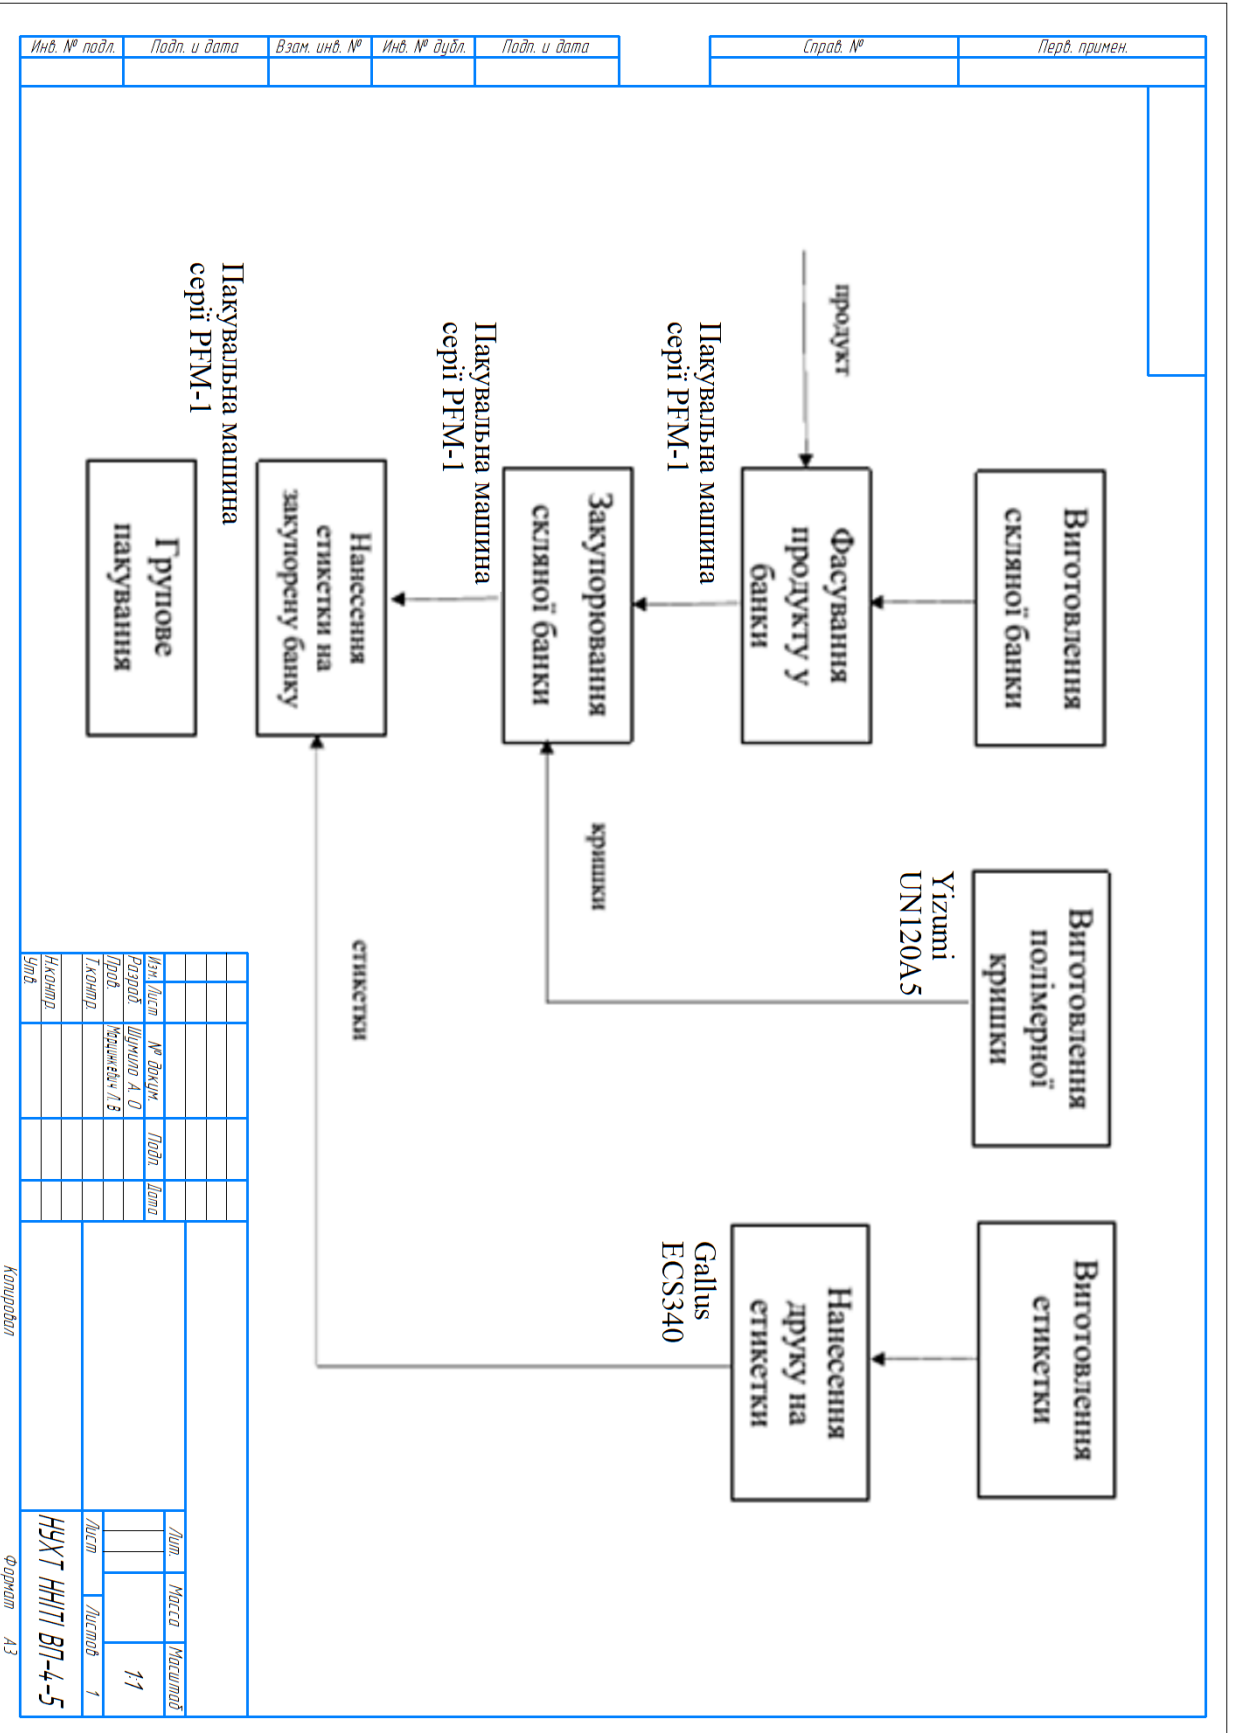 Перв. примен.
Справ. №
Подп. и дата
Инв. № дубл.
Взам. инв. №
Подп. и дата
Инв. № подл.
Виготовлення
скляної банки
Виготовлення
полімерної
кришки
Yizumi
UN120A5
Виготовлення
етикетки
продукт
Фасування
продукту у
банки
Пакувальна машина
серії PFM-1
Нанесення
друку на
етикетки
Gallus
ECS340
Закупорювання
скляної банки
кришки
Пакувальна машина
серії PFM-1
Нанесення
етикетки на
закупорену банку
етикетки
Пакувальна машина
серії PFM-1
Групове
пакування
Изм. Лист № докум. Подп. Дата
Разраб. Шумило А. О
Пров. Марцинкевич Л. В
Т.контр.
Н.контр.
Утв.
Лит. Масса Масштаб
1:1
Лист Листов 1
НУХТ ННІТІ ВП-4-5
Копировал
Формат А3